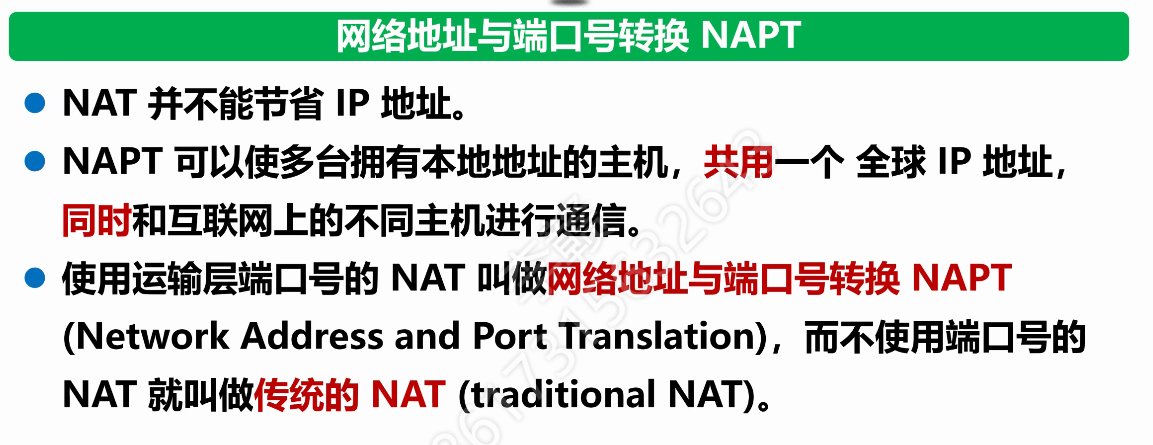 网络地址与端口号转换 NAPT
NAT 并不能节省 IP 地址。
NAPT 可以使多台拥有本地地址的主机，共用一个 全球 IP 地址，
同时和互联网上的不同主机进行通信。
使用运输层端口号的 NAT 叫做网络地址与端口号转换 NAPT
(Network Address and Port Translation)，而不使用端口号的
NAT 就叫做传统的 NAT (traditional NAT)。